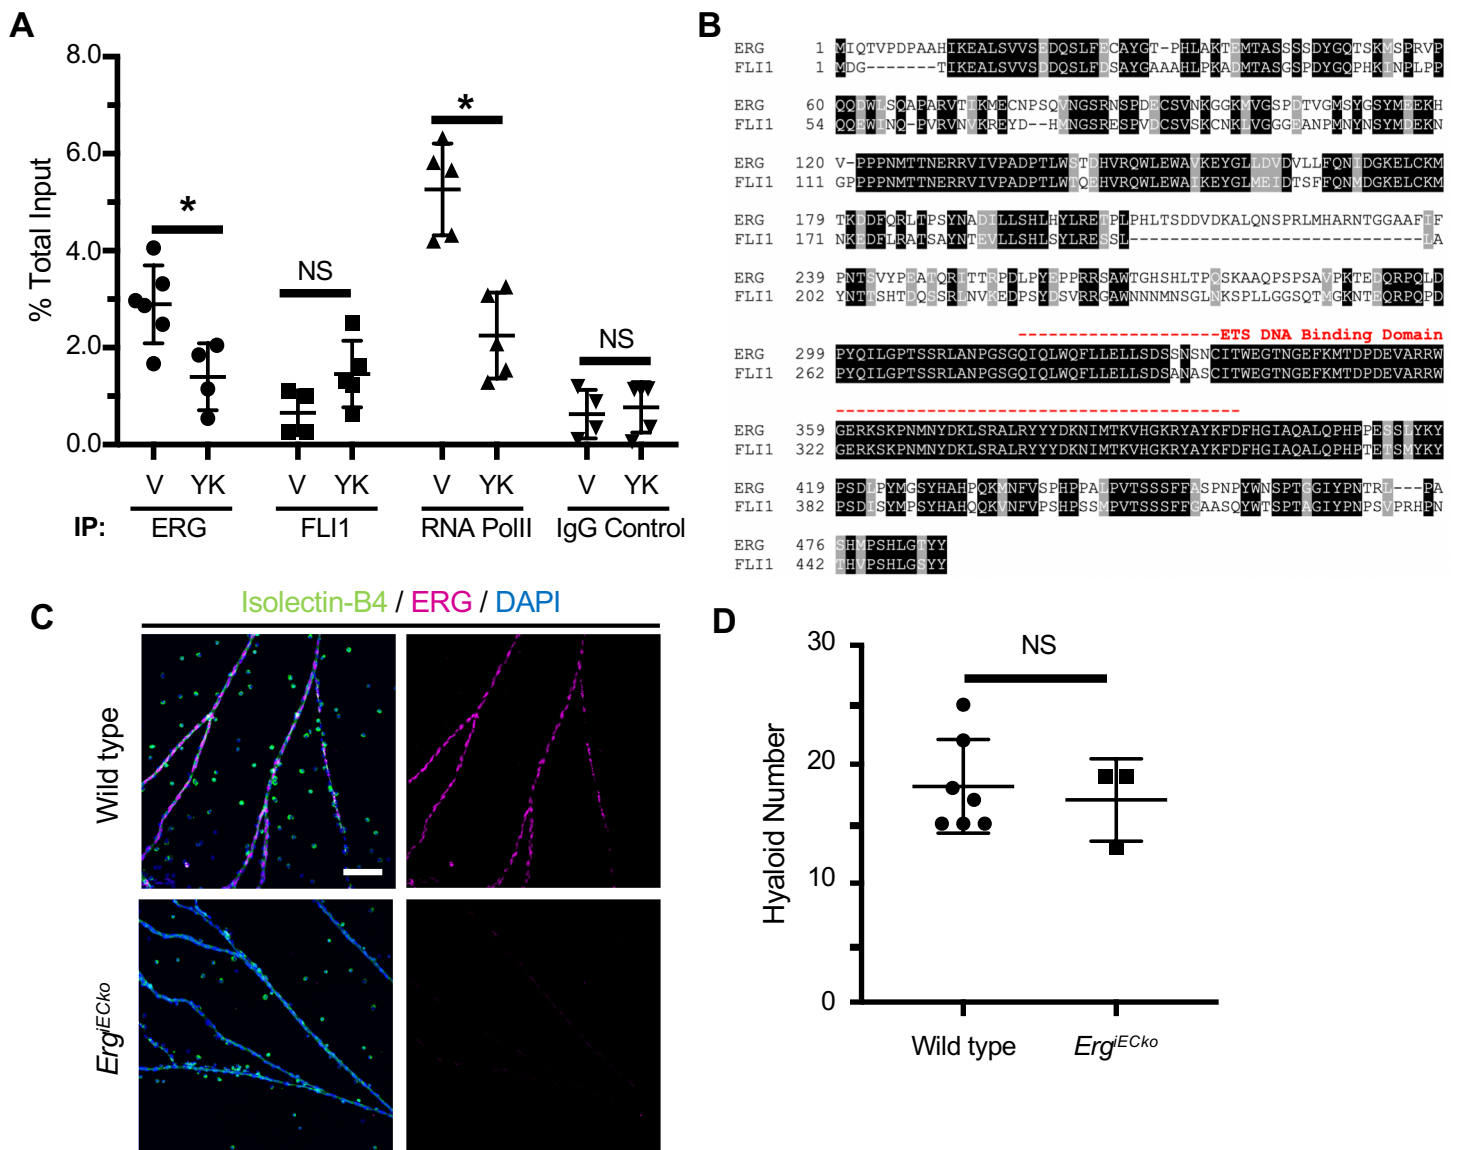 A
8.0
6.0
4.0
2.0
0.0
% Total Input
*
NS
*
NS
V YK V YK V YK V YK
IP: ERG FLI1 RNA PolII IgG Control
B
ERG 1 MIQTVPDPAAHIKEALSVVSEDQSLFECAYGT-PHLAKTEMTASSSSDYGQTSKMSPRVP
FLI1 1 MDG-------TIKEALSVVSDDQSLFDSAYGAAAHLPKADMTASGSPDYGQPHKINPLPP
ERG 60 QQDWLSQAPARVTIKMECNPSQVNGSRNSPDECSVNKGGKMVGSPDTVGMSYGSYMEEKH
FLI1 54 QQEWINQ-PVRVNVKREYD--HMNGSRESPVDCSVSKCNKLVGGGEANPMNYNSYMDEKN
ERG 120 V-PPPNMTTNERRVIVPADPTLWSTDHVRQWLEWAVKEYGLLDVDVLLFQNIDGKELCKM
FLI1 111 GPPPPNMTTNERRVIVPADPTLWTQEHVRQWLEWAIKEYGLMEIDTSFFQNMDGKELCKM
ERG 179 TKDDFQRLTPSYNADILLSHLHYLRETPLPHLTSDDVDKALQNSPRLMHARNTGGAAFIF
FLI1 171 NKEDFLRATSAYNTEVLLSHLSYLRESSL-----------------------------LA
ERG 239 PNTSVYPEATQRITTRPDLPYEPPRRSAWTGHSHLTPQSKAAQPSPSAVPKTEDQRPQLD
FLI1 202 YNTTSHTDQSSRLNVKEDPSYDSVRRGAWNNNMNSGLNKSPLLGGSQTMGKNTEQRPQPD
--------------------ETS DNA Binding Domain
ERG 299 PYQILGPTSSRLANPGSGQIQLWQFLLELLSDSSNSNCITWEGTNGEFKMTDPDEVARRW
FLI1 262 PYQILGPTSSRLANPGSGQIQLWQFLLELLSDSANASCITWEGTNGEFKMTDPDEVARRW
----------------------------------------
ERG 359 GERKSKPNMNYDKLSRALRYYYDKNIMTKVHGKRYAYKFDFHGIAQALQPHPPESSLYKY
FLI1 322 GERKSKPNMNYDKLSRALRYYYDKNIMTKVHGKRYAYKFDFHGIAQALQPHPTETSMYKY
ERG 419 PSDLPYMGSYHAHPQKMNFVSPHPPALPVTSSSFFASPNPYWNSPTGGIYPNTRL---PA
FLI1 382 PSDISYMPSYHAHQQKVNFVPSHPSSMPVTSSSFFGAASQYWTSPTAGIYPNPSVPRHPN
ERG 476 SHMPSHLGTYY
FLI1 442 THVPSHLGSYY
C
Isolectin-B4 / ERG / DAPI
Wild type
Erg iECko
D
30
20
10
0
Hyaloid Number
NS
Wild type Erg iECko